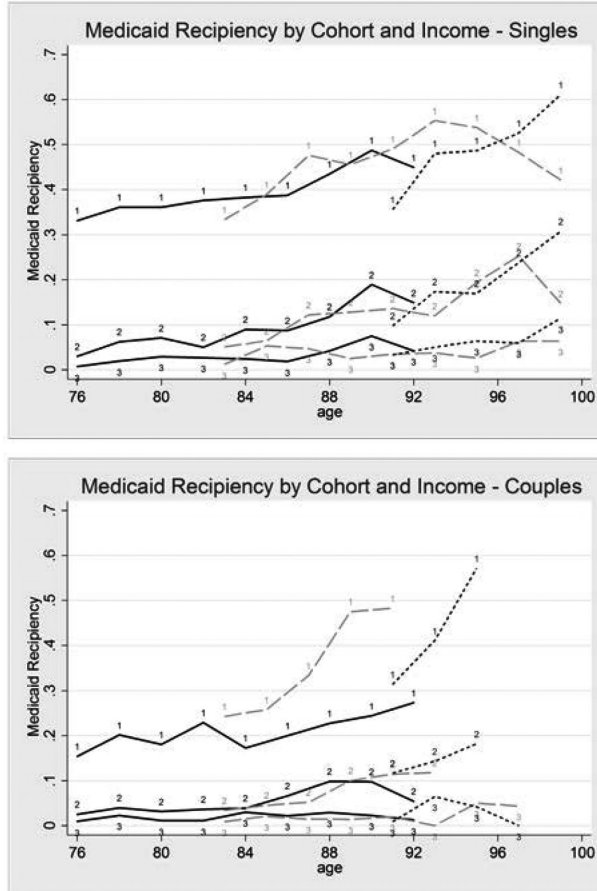 Medicaid Recipiency by Cohort and Income - Singles
Medicaid Recipiency
0 .1 .2 .3 .4 .5 .6 .7
76 80 84 88 92 96 100
age
Medicaid Recipiency by Cohort and Income - Couples
Medicaid Recipiency
0 .1 .2 .3 .4 .5 .6 .7
76 80 84 88 92 96 100
age